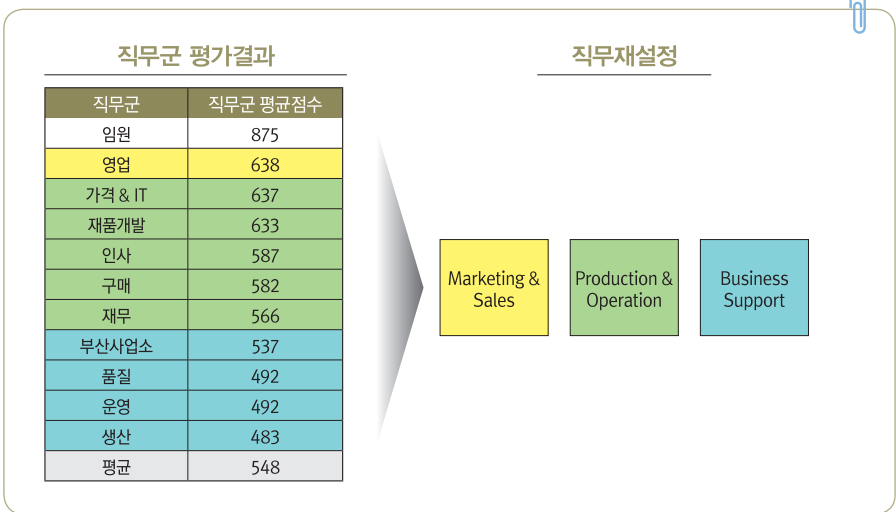 직무군 평가결과
직무군 직무군 평균점수
임원 875
영업 638
가격 & IT 637
재품개발 633
인사 587
구매 582
재무 566
부산사업소 537
품질 492
운영 492
생산 483
평균 548
직무재설정
Marketing &
Sales
Production &
Operation
Business
Support